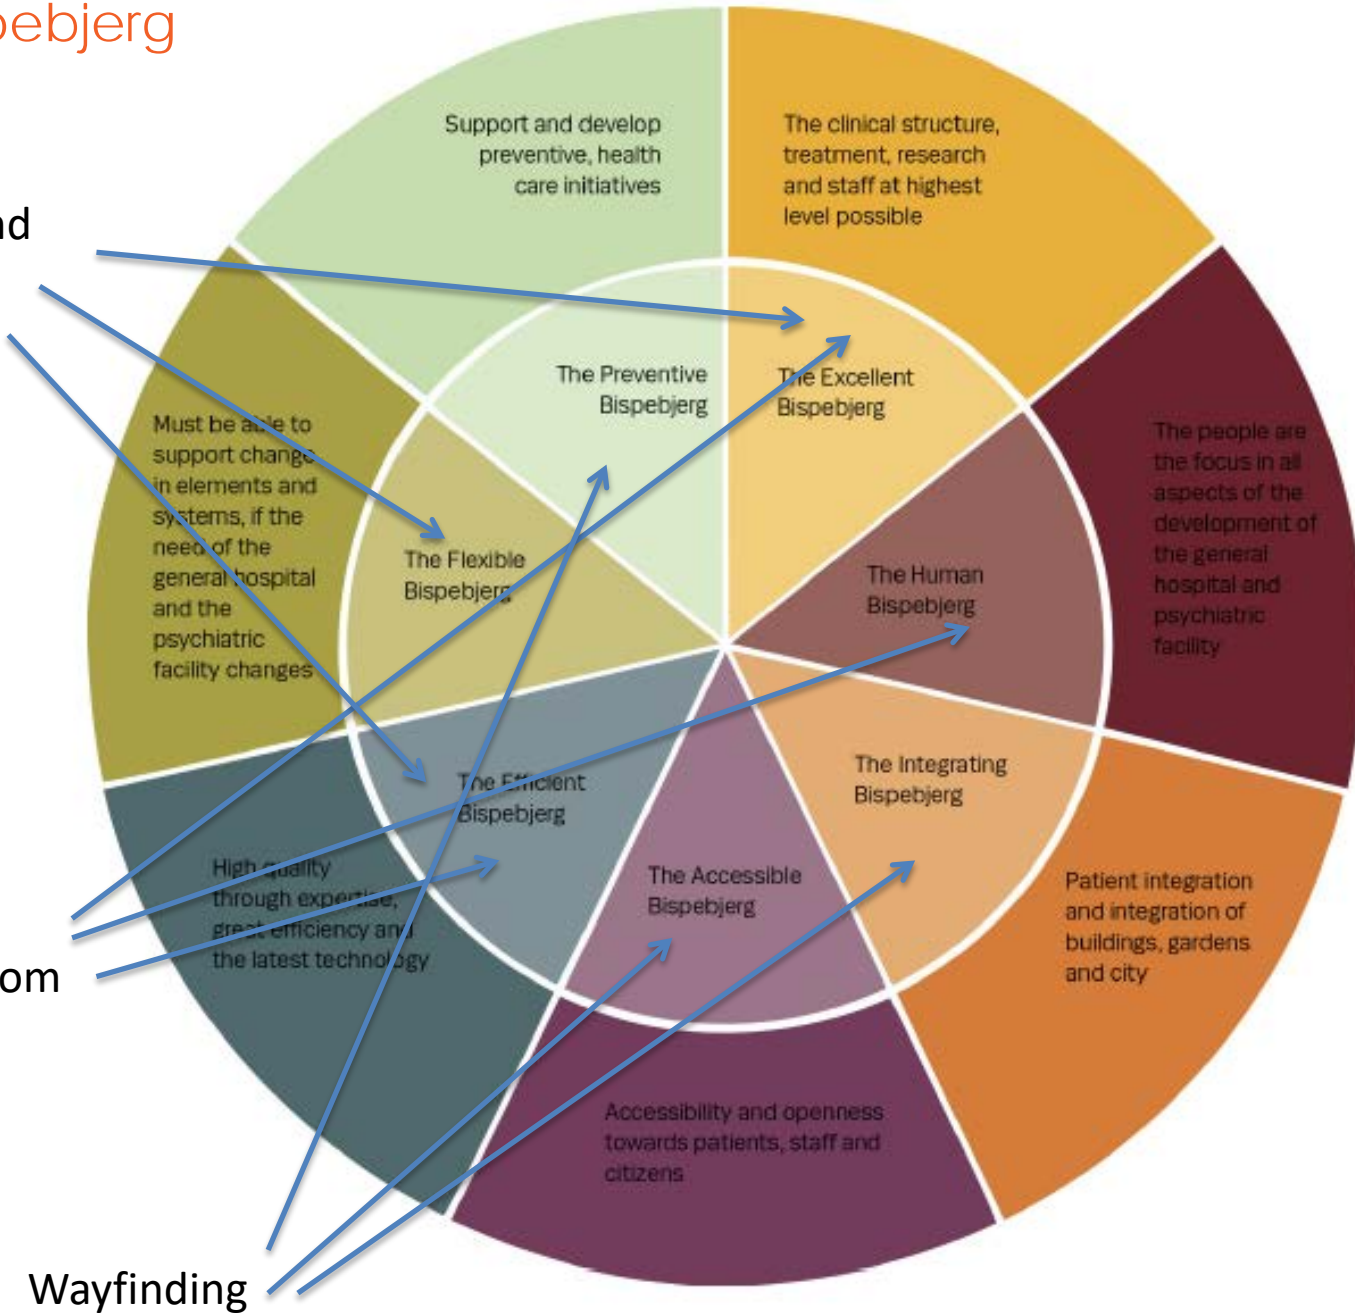 pebjerg
nd
om
Wayfinding
Support and develop
preventive, health
care initiatives
The clinical structure,
treatment, research
and staff at highest
level possible
The Preventive
Bispebjerg
The Excellent
Bispebjerg
Must be able to
support change
in elements and
systems, if the
need of the
general hospital
and the
psychiatric
facility changes
The Flexible
Bispebjerg
The Human
Bispebjerg
The people are
the focus in all
aspects of the
development of
the general
hospital and
psychiatric
facility
The Efficient
Bispebjerg
The Integrating
Bispebjerg
High quality
through expertise,
great efficiency and
the latest technology
The Accessible
Bispebjerg
Patient integration
and integration of
buildings, gardens
and city
Accessibility and openness
towards patients, staff and
citizens